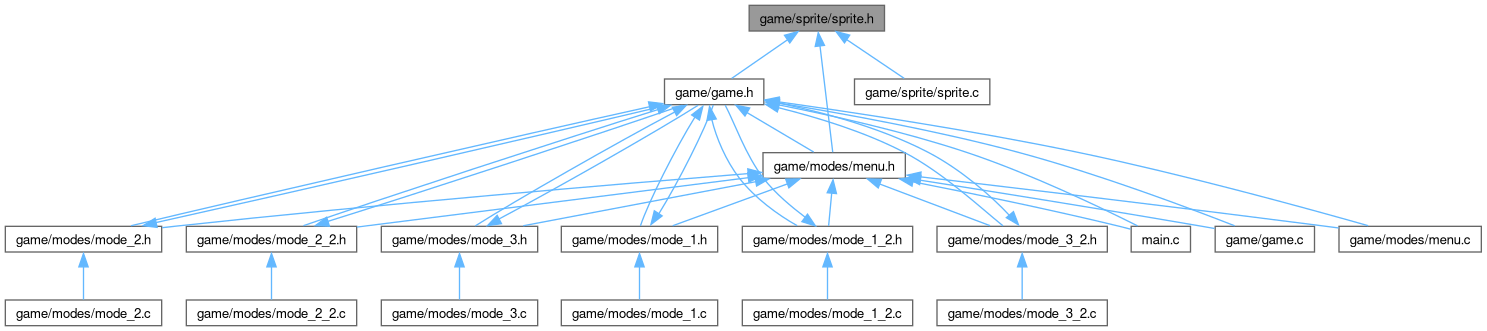 game/sprite/sprite.h
game/game.h
game/sprite/sprite.c
game/modes/menu.h
game/modes/mode_2.h
game/modes/mode_2_2.h
game/modes/mode_3.h
game/modes/mode_1.h
game/modes/mode_1_2.h
game/modes/mode_3_2.h
main.c
game/game.c
game/modes/menu.c
game/modes/mode_2.c
game/modes/mode_2_2.c
game/modes/mode_3.c
game/modes/mode_1.c
game/modes/mode_1_2.c
game/modes/mode_3_2.c